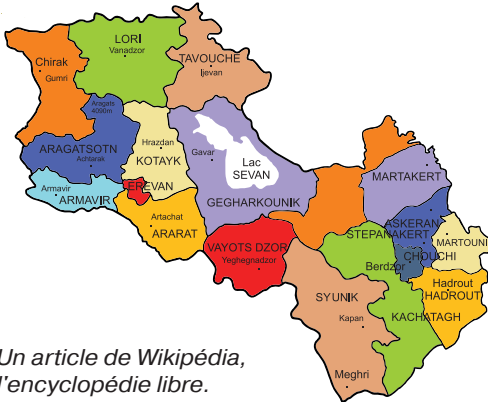 LORI
Vanadzor
TAVOUCHE
Ijevan
Chirak
Gumri
Aragats
4090m
ARAGATSOTN
Achtarak
Hrazdan
KOTAYK
Gavar
Lac
SEVAN
GEGHARKOUNIK
Armavir
ARMAVIR
EREVAN
Artachat
ARARAT
VAYOTS DZOR
Yeghegnadzor
MARTAKERT
ASKERAN
STEPANAKERT
MARTOUNI
CHOUCHI
Berdzor
Hadrout
HADROUT
SYUNIK
Kapan
KACHATAGH
Meghri
Un article de Wikipédia,
l'encyclopédie libre.